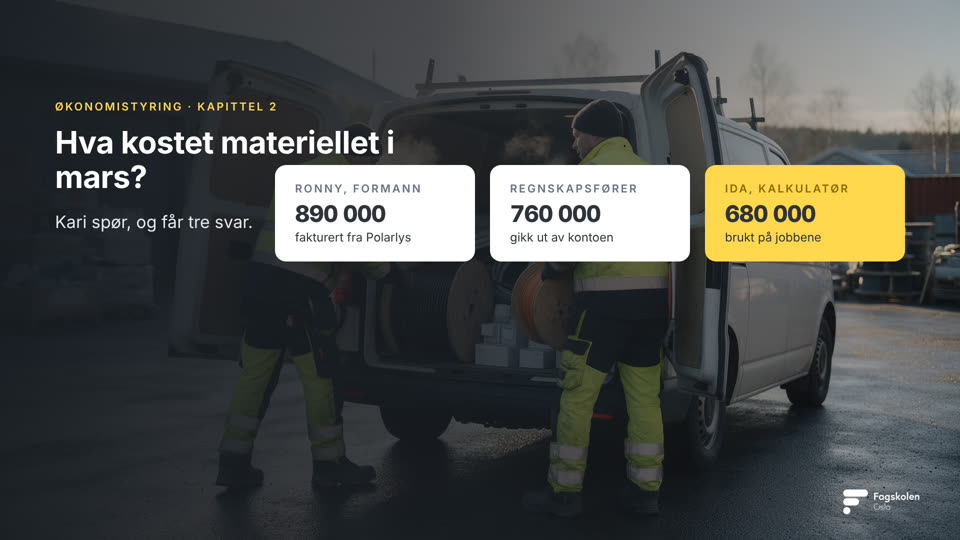 ØKONOMISTYRING · KAPITTEL 2
Hva kostet materiellet i
mars?
Kari spør, og får tre svar.
RONNY, FORMANN
890 000
fakturert fra Polarlys
REGNSKAPSFØRER
760 000
gikk ut av kontoen
IDA, KALKULATØR
680 000
brukt på jobbene
Fagskolen
Oslo